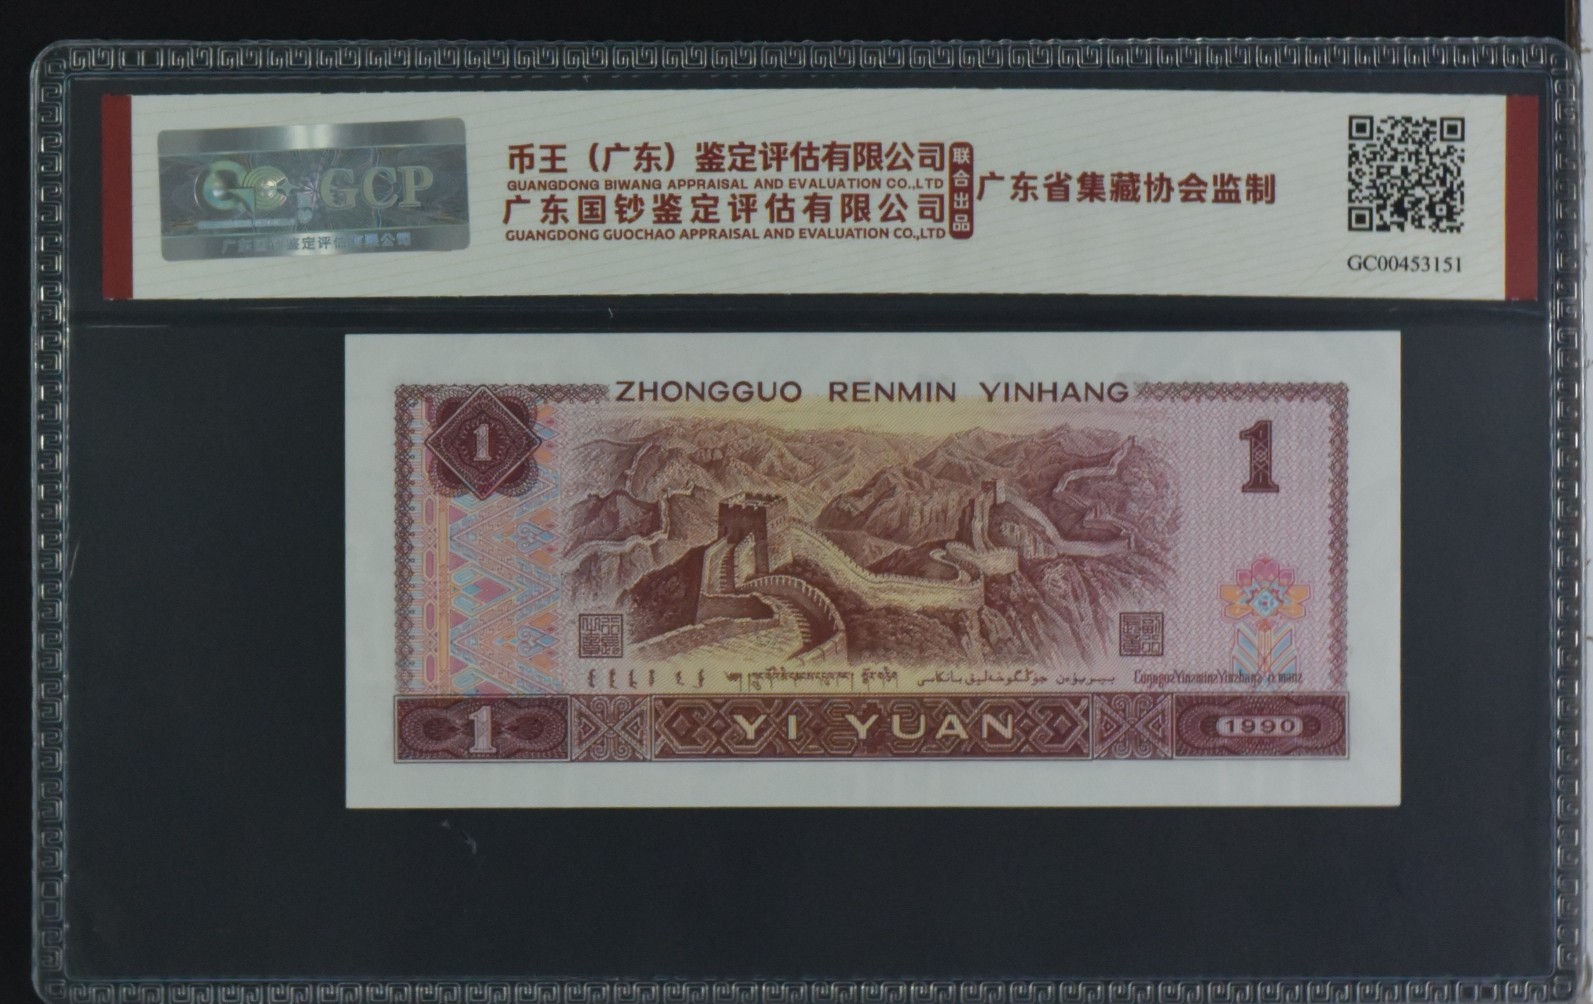 GCP
币王（广东）鉴定评估有限公司
GUANGDONG BIWANG APPRAISAL AND EVALUATION CO.,LTD
广东国钞鉴定评估有限公司
GUANGDONG GUOCHAO APPRAISAL AND EVALUATION CO.,LTD
联合出品
广东省集藏协会监制
GC00453151
ZHONGGUO RENMIN YINHANG
1
1
1
YI YUAN
1990